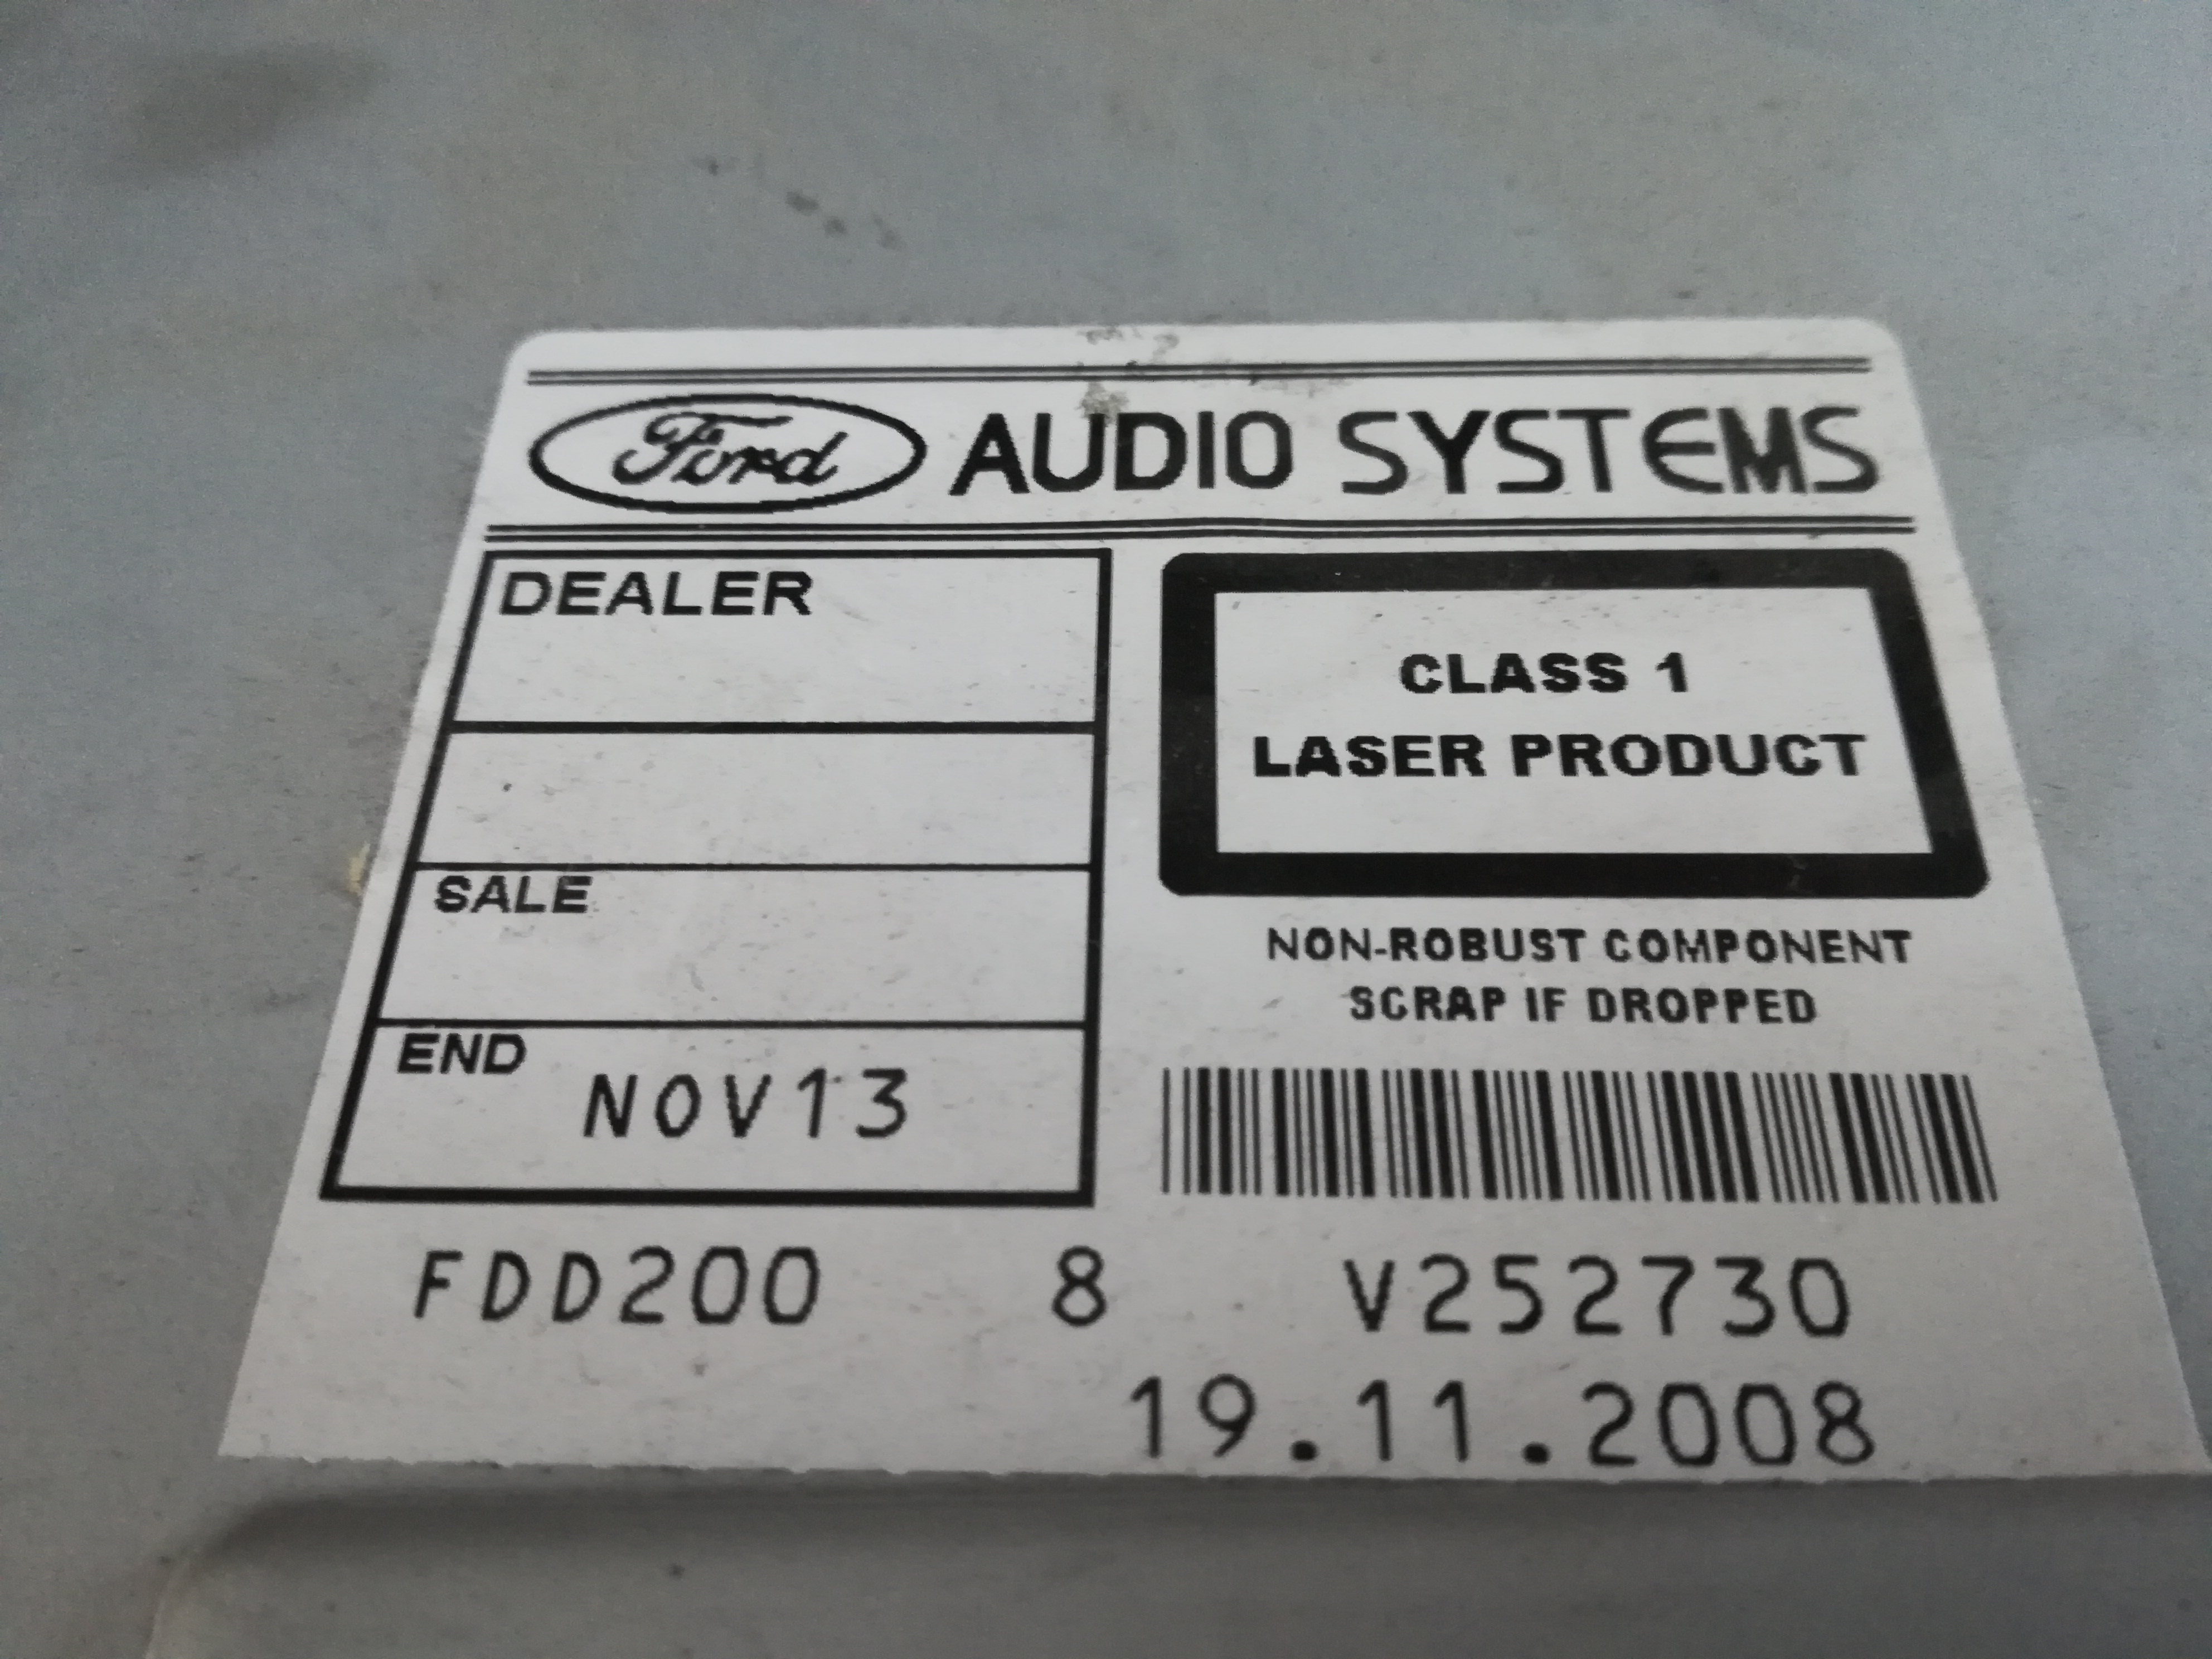 Ford AUDIO SYSTEMS
DEALER
CLASS 1
LASER PRODUCT
SALE
NON-ROBUST COMPONENT
SCRAP IF DROPPED
END NOV13
FDD200 8 V252730
19.11.2008